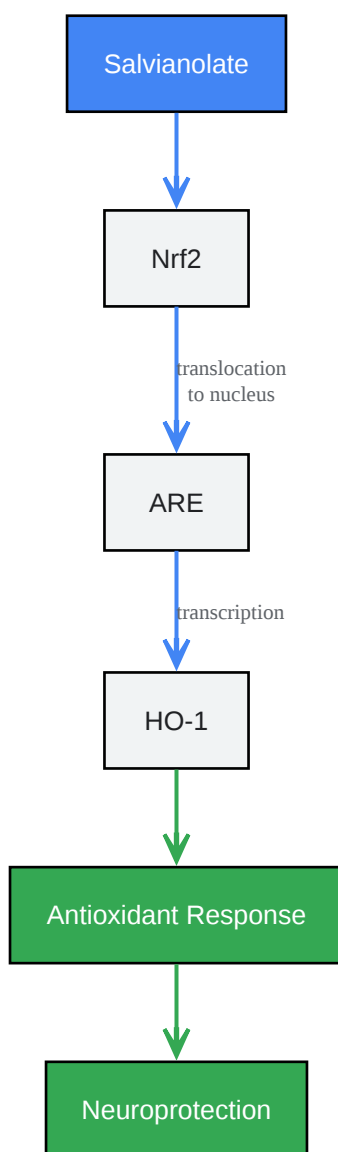 Salvianolate
Nrf2
translocation
to nucleus
ARE
transcription
HO-1
Antioxidant Response
Neuroprotection